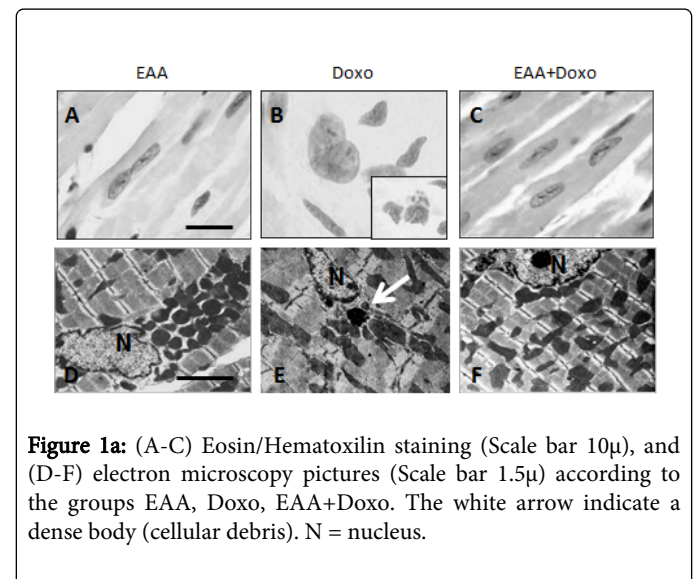 EAA Doxo EAA+Doxo
A B C
N N N
D E F
Figure 1a: (A-C) Eosin/Hematoxilin staining (Scale bar 10µ), and
(D-F) electron microscopy pictures (Scale bar 1.5µ) according to
the groups EAA, Doxo, EAA+Doxo. The white arrow indicate a
dense body (cellular debris). N = nucleus.